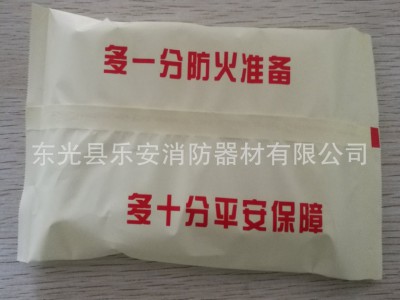 多一分防火准备
东光县乐安消防器材有限公司
多十分平安保障